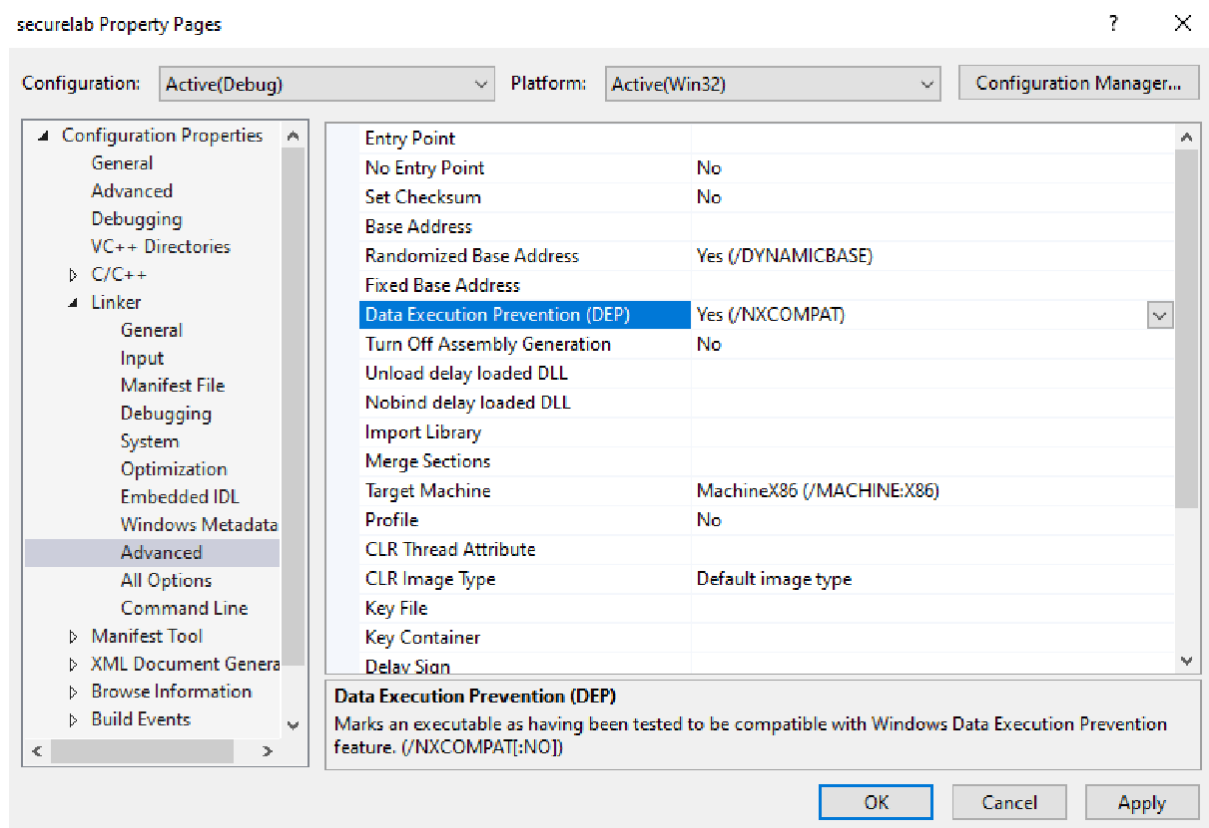 securelab Property Pages
Configuration: Active(Debug) Platform: Active(Win32) Configuration Manager...
Configuration Properties
General
Advanced
Debugging
VC++ Directories
C/C++
Linker
General
Input
Manifest File
Debugging
System
Optimization
Embedded IDL
Windows Metadata
Advanced
All Options
Command Line
Manifest Tool
XML Document Genera
Browse Information
Build Events
Entry Point
No Entry Point No
Set Checksum No
Base Address
Randomized Base Address Yes (/DYNAMICBASE)
Fixed Base Address
Data Execution Prevention (DEP) Yes (/NXCOMPAT)
Turn Off Assembly Generation No
Unload delay loaded DLL
Nobind delay loaded DLL
Import Library
Merge Sections
Target Machine MachineX86 (/MACHINE:X86)
Profile No
CLR Thread Attribute
CLR Image Type Default image type
Key File
Key Container
Delay Sign
Data Execution Prevention (DEP)
Marks an executable as having been tested to be compatible with Windows Data Execution Prevention
feature. (/NXCOMPAT[:NO])
OK Cancel Apply